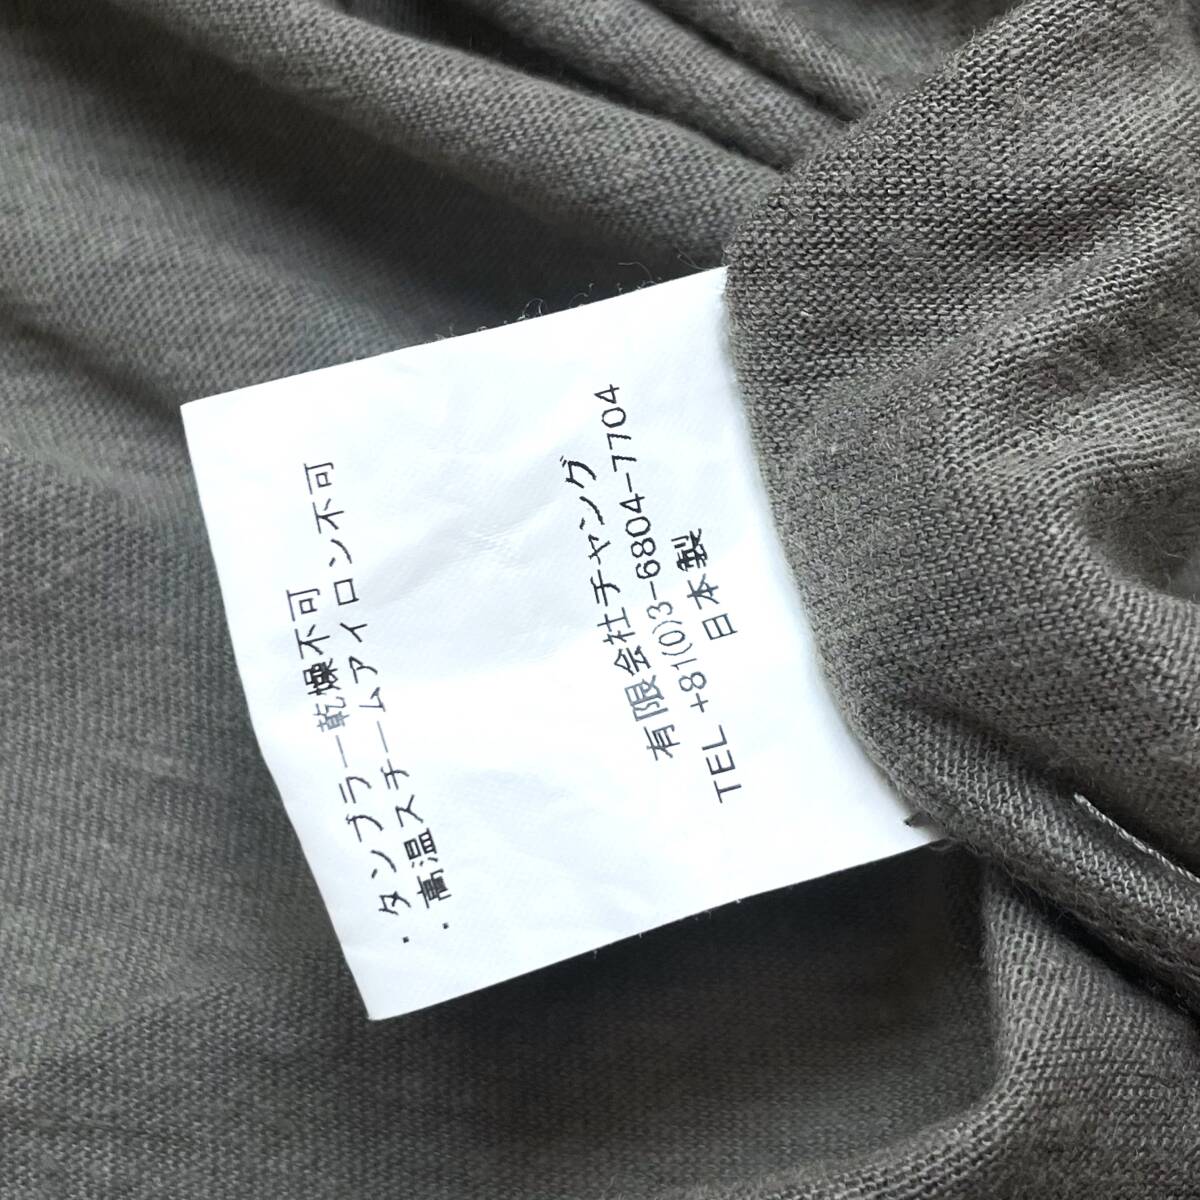 ・タンブラー乾燥不可
・高温スチームアイロン不可
有限会社チャング
TEL +81(0)3-6804-7704
日本製